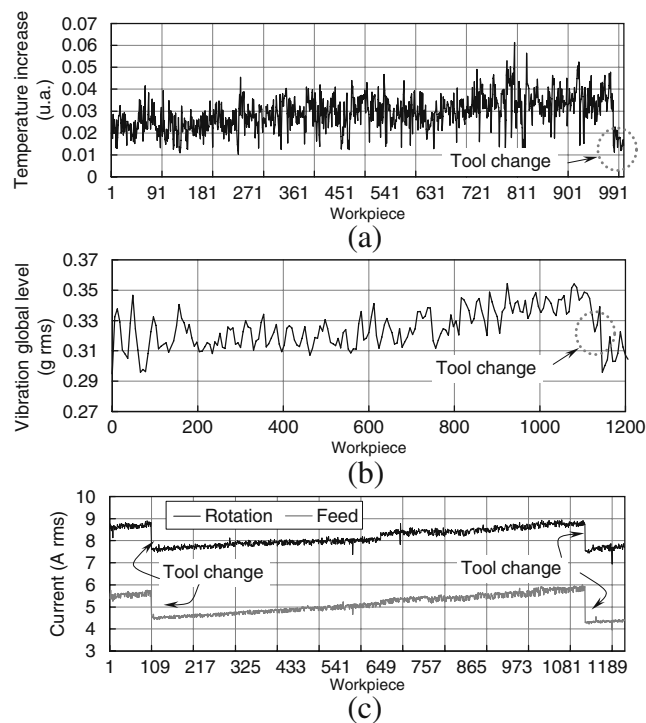 Temperature increase
(u.a.)
0.07
0.06
0.05
0.04
0.03
0.02
0.01
0
Tool change
1 91 181 271 361 451 541 631 721 811 901 991
Workpiece
(a)
Vibration global level
(g rms)
0.37
0.35
0.33
0.31
0.29
0.27
Tool change
0 200 400 600 800 1000 1200
Workpiece
(b)
Currrent (A rms)
10
9
8
7
6
5
4
3
Rotation Feed
Tool change
Tool change
1 109 217 325 433 541 649 757 865 973 1081 1189
Workpiece
(c)